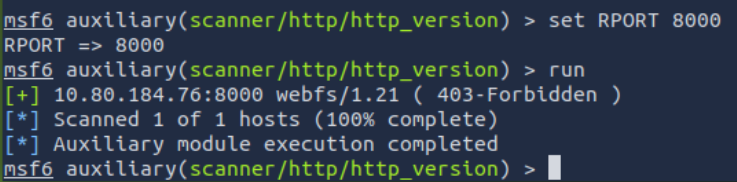 msf6 auxiliary(scanner/http/http_version) > set RPORT 8000
RPORT => 8000
msf6 auxiliary(scanner/http/http_version) > run
[+] 10.80.184.76:8000 webfs/1.21 ( 403-Forbidden )
[*] Scanned 1 of 1 hosts (100% complete)
[*] Auxiliary module execution completed
msf6 auxiliary(scanner/http/http_version) >